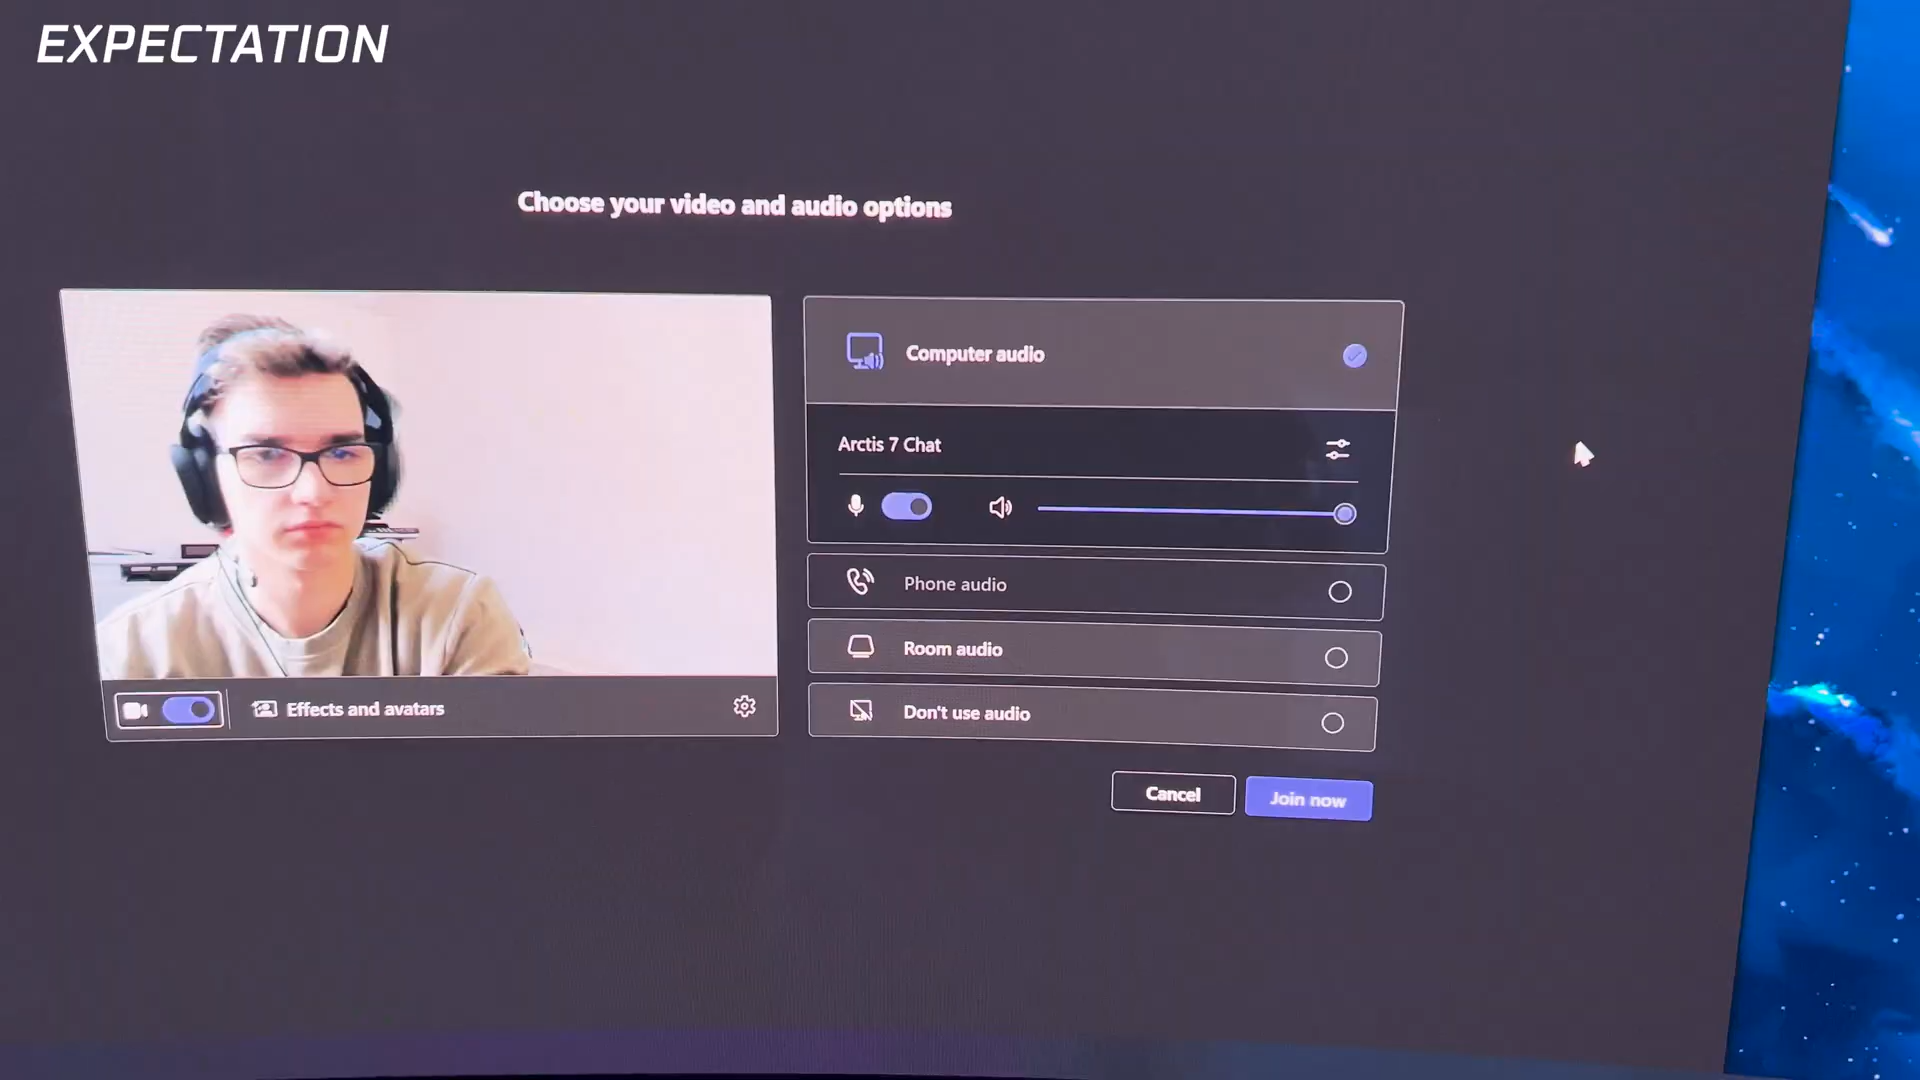 EXPECTATION
Choose your video and audio options
Computer audio
Arctis 7 Chat
Phone audio
Room audio
Effects and avatars
Don't use audio
Cancel
Join now